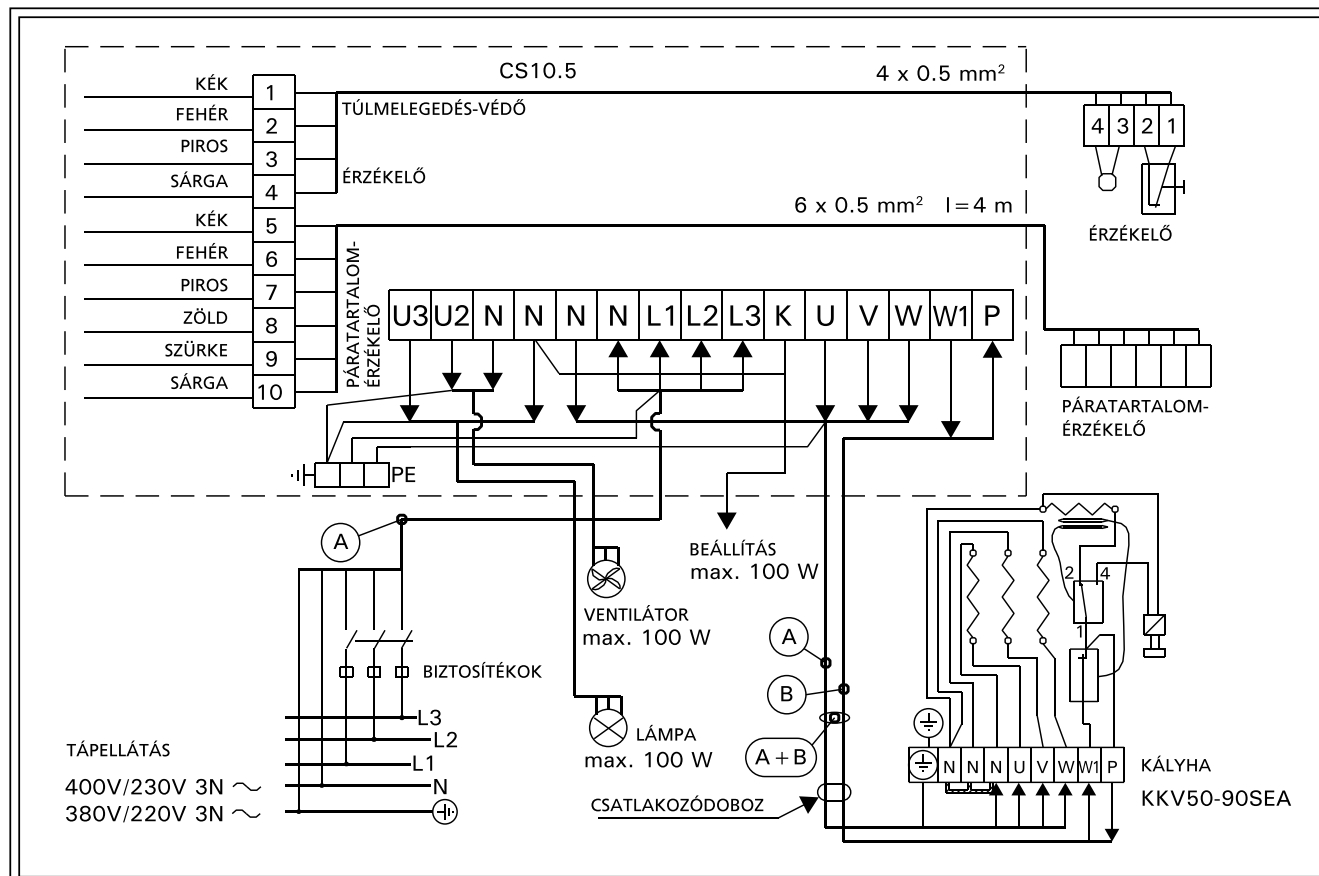 CS10.5
4 x 0.5 mm²
KÉK 1
TÚLMELEGEDÉS-VÉDŐ
FEHÉR 2
PIROS 3
SÁRGA 4
ÉRZÉKELŐ
4 3 2 1
ÉRZÉKELŐ
6 x 0.5 mm² l=4 m
KÉK 5
FEHÉR 6
PIROS 7
ZÖLD 8
SZÜRKE 9
SÁRGA 10
PÁRATARTALOM-
ÉRZÉKELŐ
U3 U2 N N N N L1 L2 L3 K U V W W1 P
PÁRATARTALOM-
ÉRZÉKELŐ
PE
A
BEÁLLÍTÁS
max. 100 W
VENTILÁTOR
max. 100 W
BIZTOSÍTÉKOK
L3
L2
L1
N
TÁPELLÁTÁS
400V/230V 3N ~
380V/220V 3N ~
LÁMPA
max. 100 W
A
B
A + B
CSATLAKOZÓDOBOZ
2 4
1
N N N U V W W1 P
KÁLYHA
KKV50-90SEA